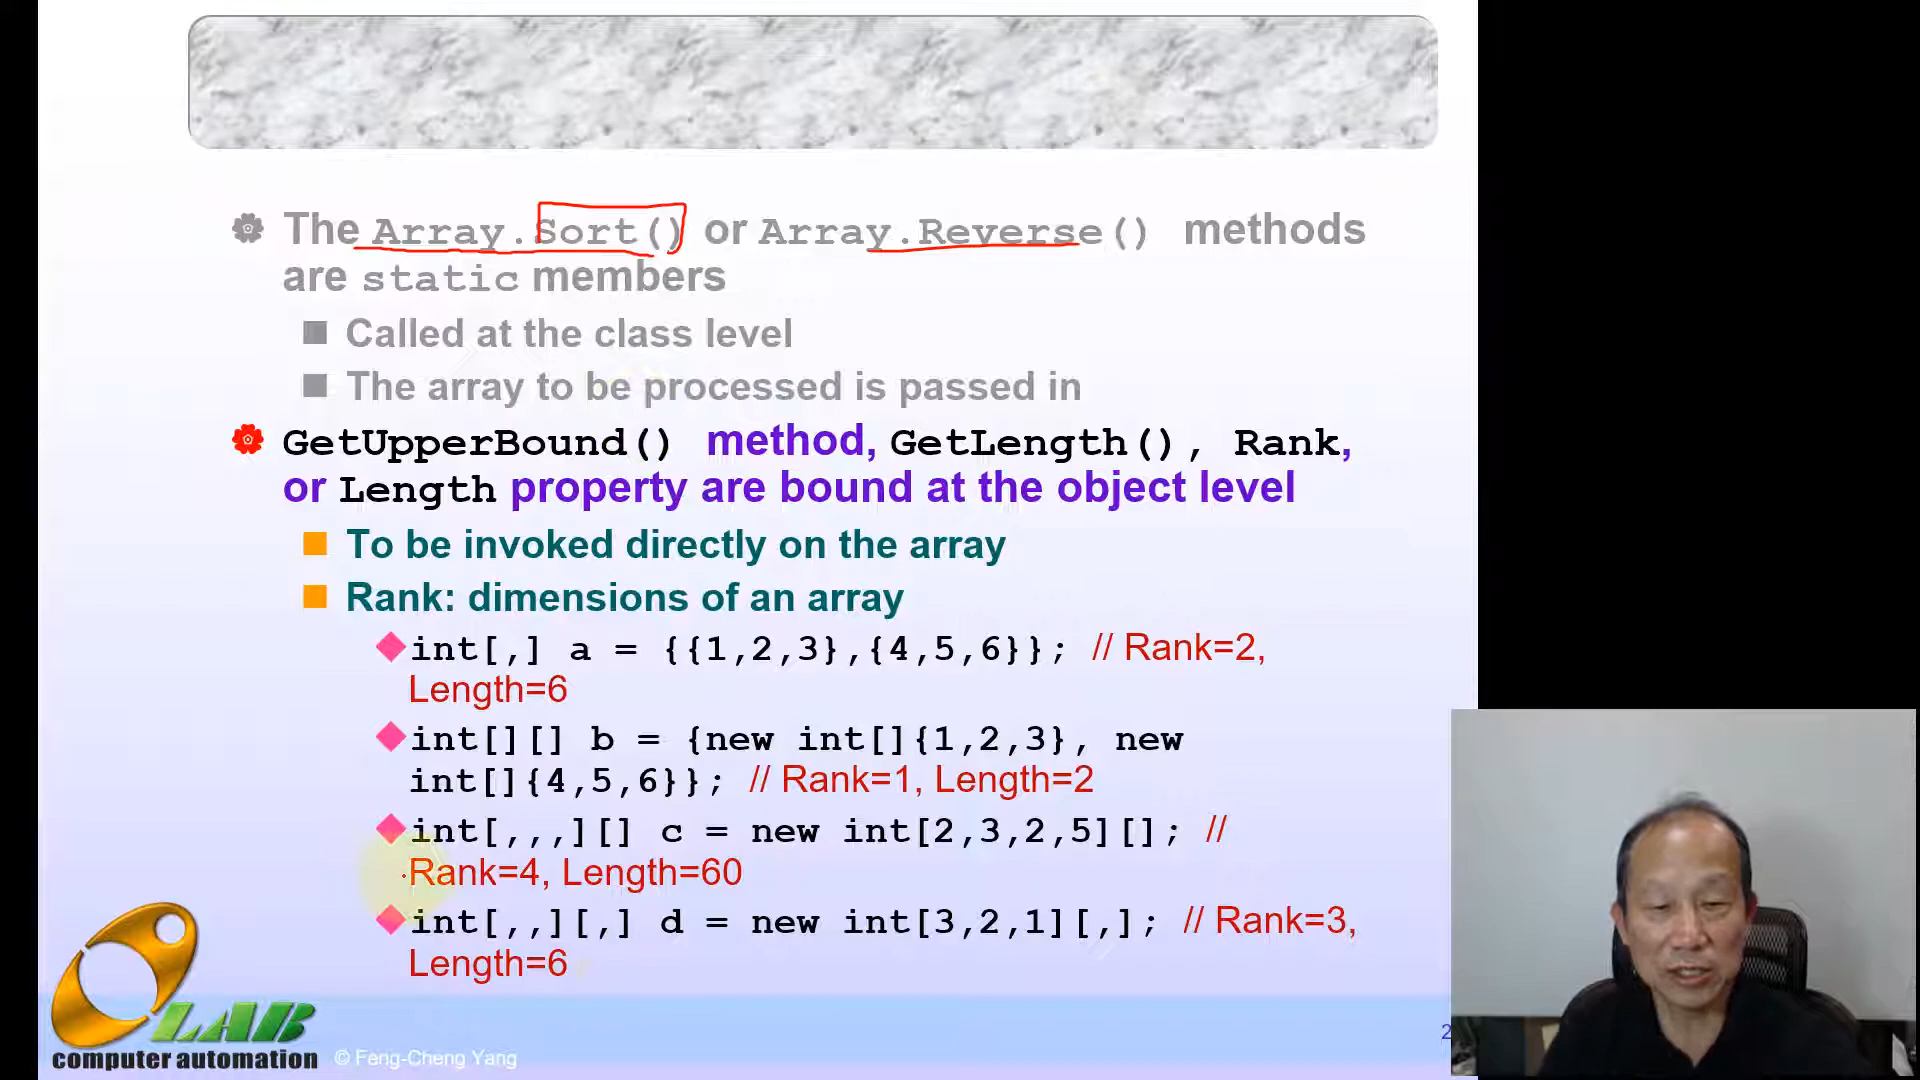 The Array.Sort() or Array.Reverse() methods
are static members
Called at the class level
The array to be processed is passed in
GetUpperBound() method, GetLength(), Rank,
or Length property are bound at the object level
To be invoked directly on the array
Rank: dimensions of an array
int[,] a = {{1,2,3},{4,5,6}}; // Rank=2,
Length=6
int[][] b = {new int[]{1,2,3}, new
int[]{4,5,6}}; // Rank=1, Length=2
int[,,,][] c = new int[2,3,2,5][]; //
Rank=4, Length=60
int[,,][,] d = new int[3,2,1][,]; // Rank=3,
Length=6
LAB
computer automation
© Feng-Cheng Yang